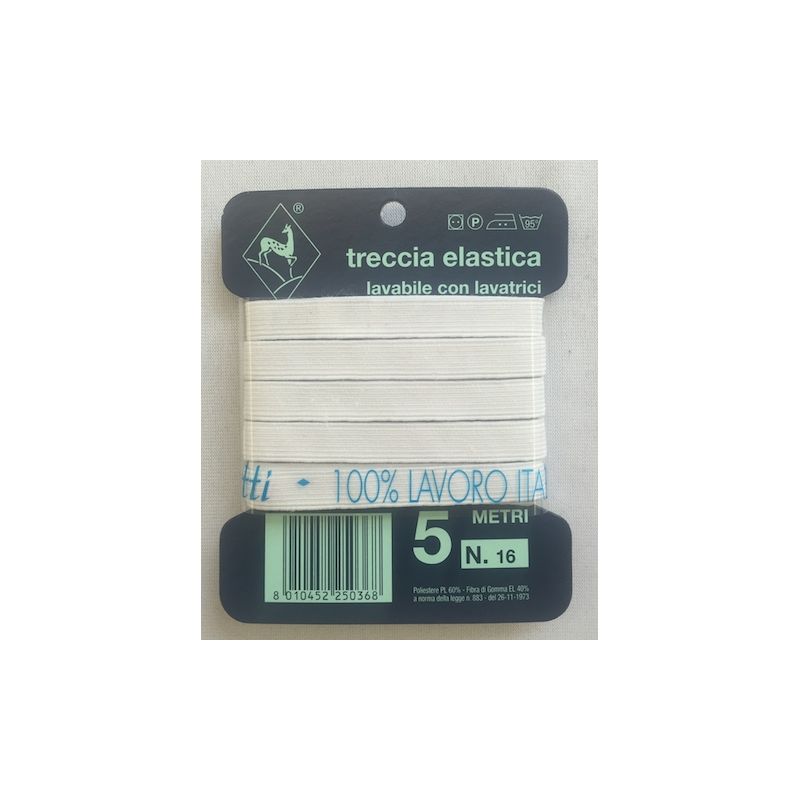 ®
P 95°
treccia elastica
lavabile con lavatrici
tti 100% LAVORO ITA
5 METRI
N. 16
8 010452 250368
Poliestere PL 60% - Fibra di Gomma EL 40%
a norma della legge n. 883 - del 26-11-1973